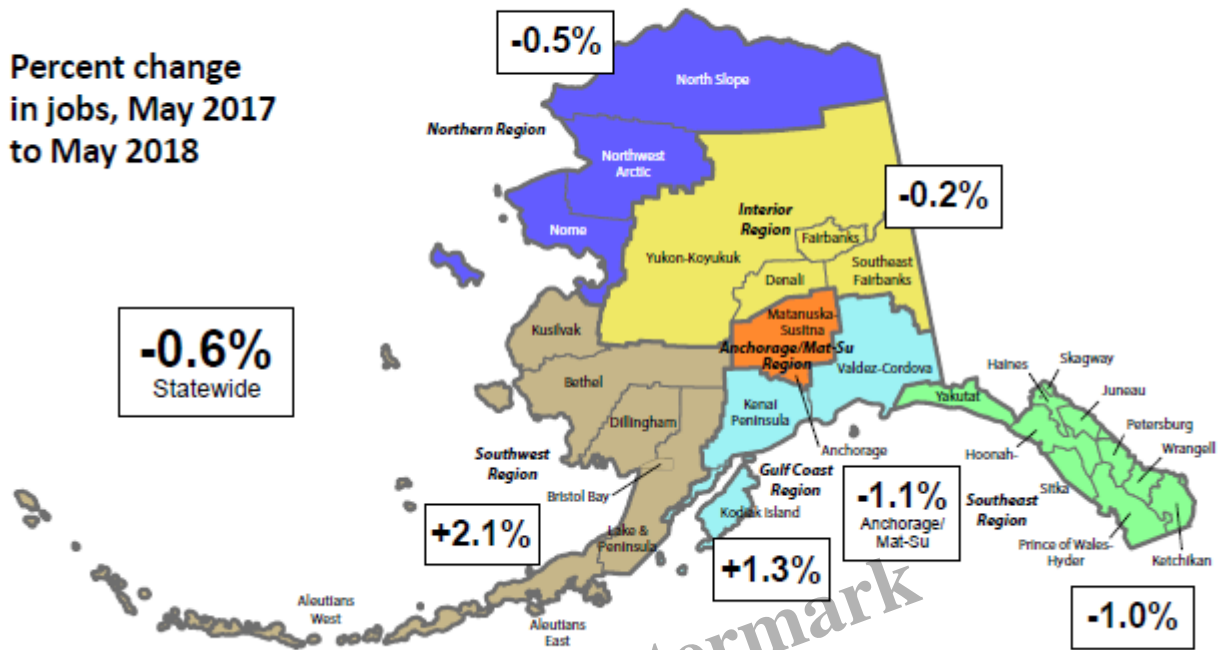 Percent change
in jobs, May 2017
to May 2018
-0.5%
North Slope
Northern Region
Northwest
Arctic
Nome
-0.2%
Interior
Region
Fairbanks
Yukon-Koyukuk
Denali
Southeast
Fairbanks
-0.6%
Statewide
Kusilvak
Bethel
Dillingham
Southwest
Region
Bristol Bay
+2.1%
Lake &
Peninsula
Aleutians
West
Aleutians
East
Matanuska-
Susitna
Anchorage/Mat-Su
Region
Valdez-Cordova
Kenai
Peninsula
Anchorage
Gulf Coast
Region
Kodiak Island
+1.3%
-1.1%
Anchorage/
Mat-Su
Yakutat
Skagway
Haines
Juneau
Petersburg
Wrangell
Hoonah-
Sitka
Southeast
Region
Prince of Wales-
Hyder
Ketchikan
-1.0%